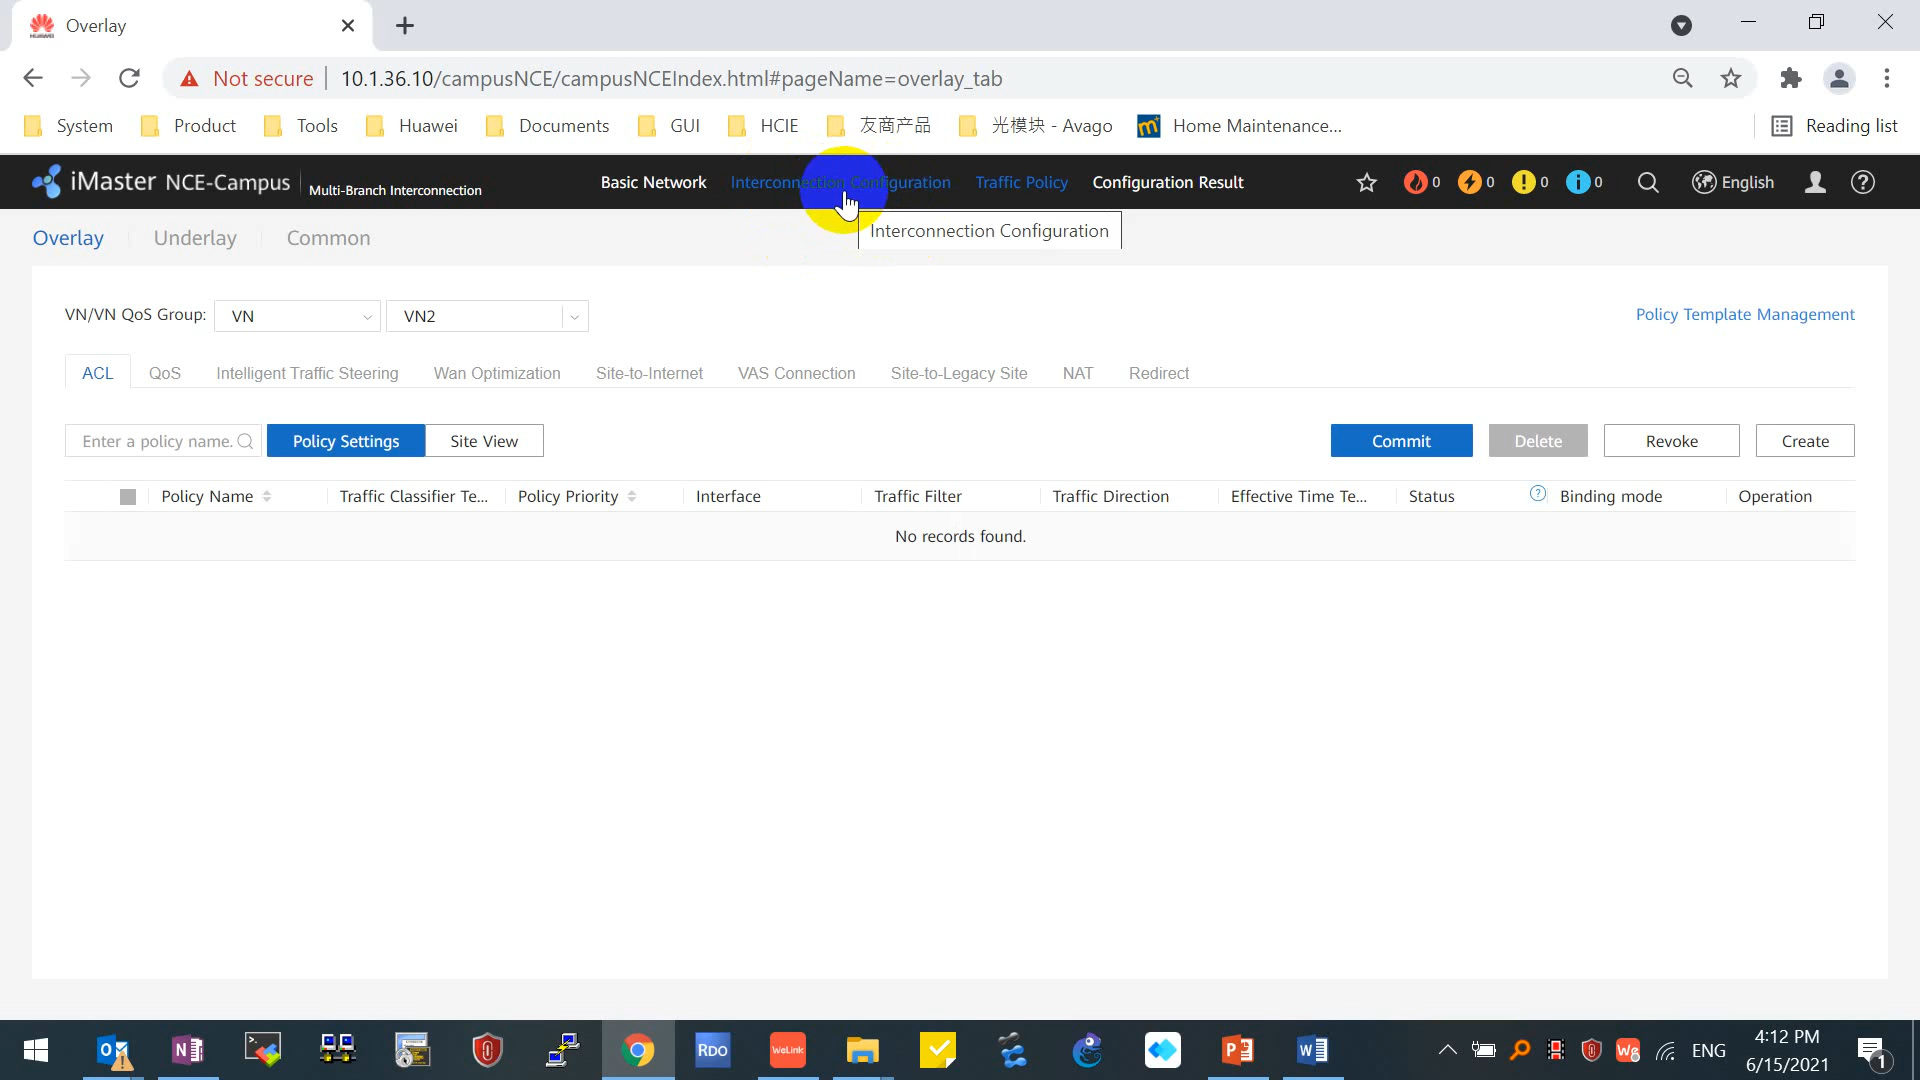 Overlay
Not secure 10.1.36.10/campusNCE/campusNCEIndex.html#pageName=overlay_tab
System Product Tools Huawei Documents GUI HCIE 友商产品 光模块 - Avago Home Maintenance... Reading list
iMaster NCE-Campus Multi-Branch Interconnection Basic Network Interconnection Configuration Traffic Policy Configuration Result 0 0 0 0 English
Interconnection Configuration
Overlay Underlay Common
VN/VN QoS Group: VN VN2 Policy Template Management
ACL QoS Intelligent Traffic Steering Wan Optimization Site-to-Internet VAS Connection Site-to-Legacy Site NAT Redirect
Enter a policy name. Policy Settings Site View Commit Delete Revoke Create
Policy Name Traffic Classifier Te... Policy Priority Interface Traffic Filter Traffic Direction Effective Time Te... Status Binding mode Operation
No records found.
RDO WeLink ENG 4:12 PM
6/15/2021 1